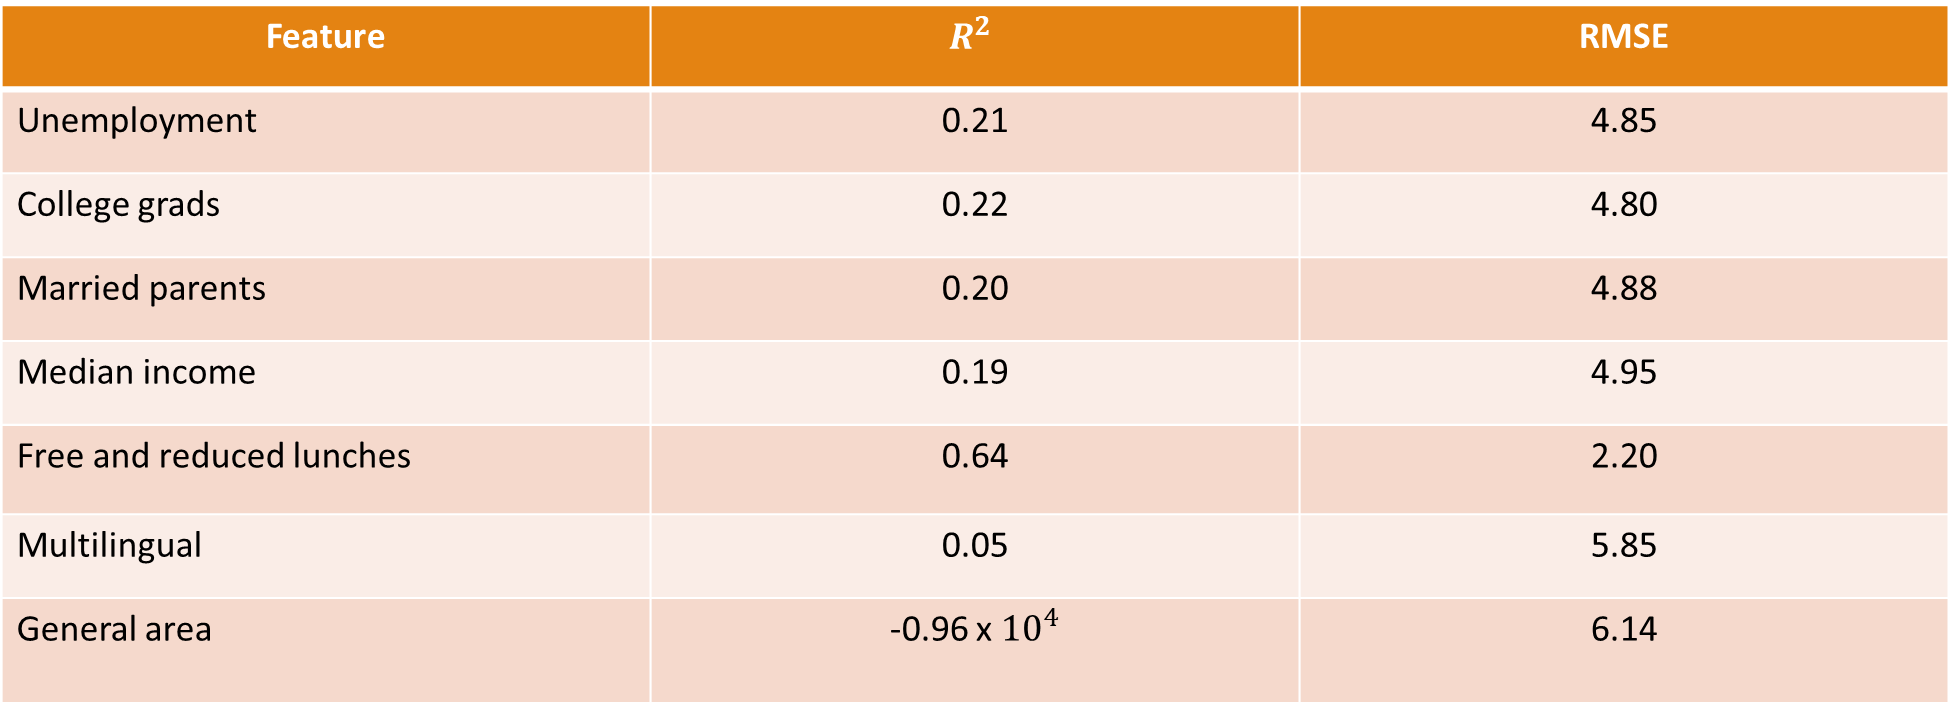 Feature R² RMSE
Unemployment 0.21 4.85
College grads 0.22 4.80
Married parents 0.20 4.88
Median income 0.19 4.95
Free and reduced lunches 0.64 2.20
Multilingual 0.05 5.85
General area -0.96 x 10⁴ 6.14